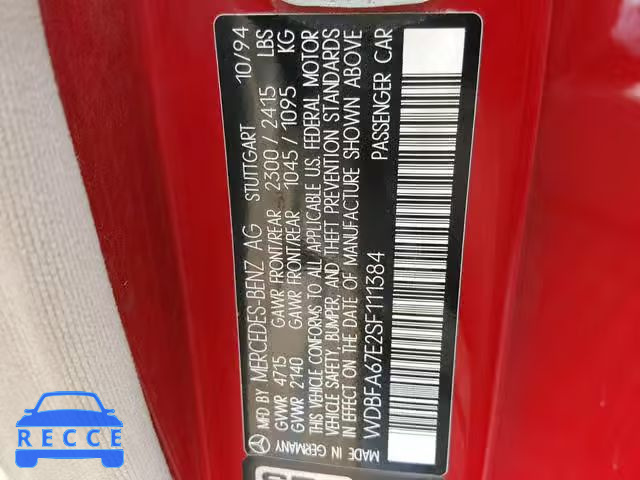 MFD BY MERCEDES-BENZ AG STUTTGART 10/94
GVWR 4715 GAWR FRONT/REAR 2300 / 2415 LBS
GVWR 2140 GAWR FRONT/REAR 1045 / 1095 KG
THIS VEHICLE CONFORMS TO ALL APPLICABLE U.S. FEDERAL MOTOR
VEHICLE SAFETY, BUMPER, AND THEFT PREVENTION STANDARDS
IN EFFECT ON THE DATE OF MANUFACTURE SHOWN ABOVE
MADE IN GERMANY
WDBFA67E2SF111384 PASSENGER CAR
RECCE